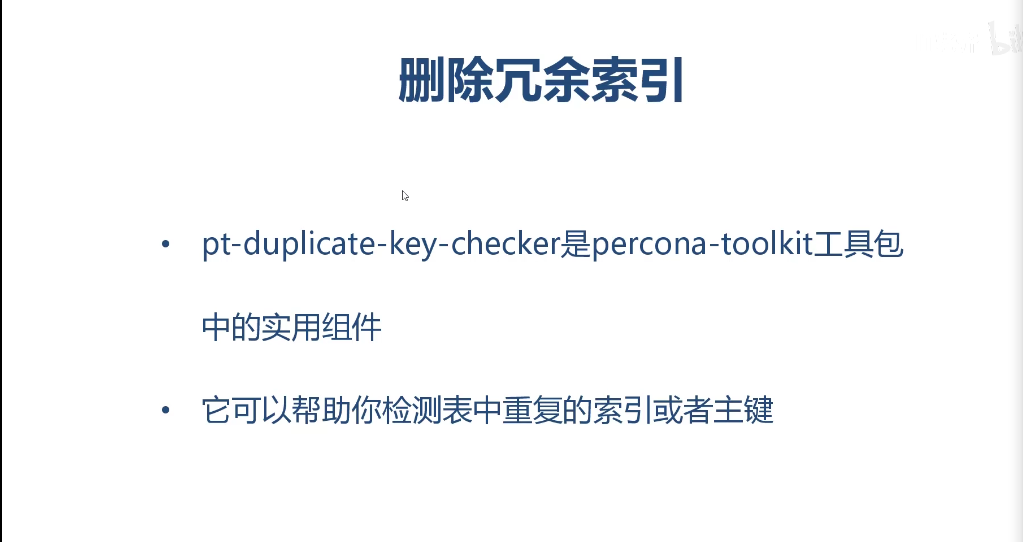 删除冗余索引
• pt-duplicate-key-checker是percona-toolkit工具包
中的实用组件
• 它可以帮助你检测表中重复的索引或者主键